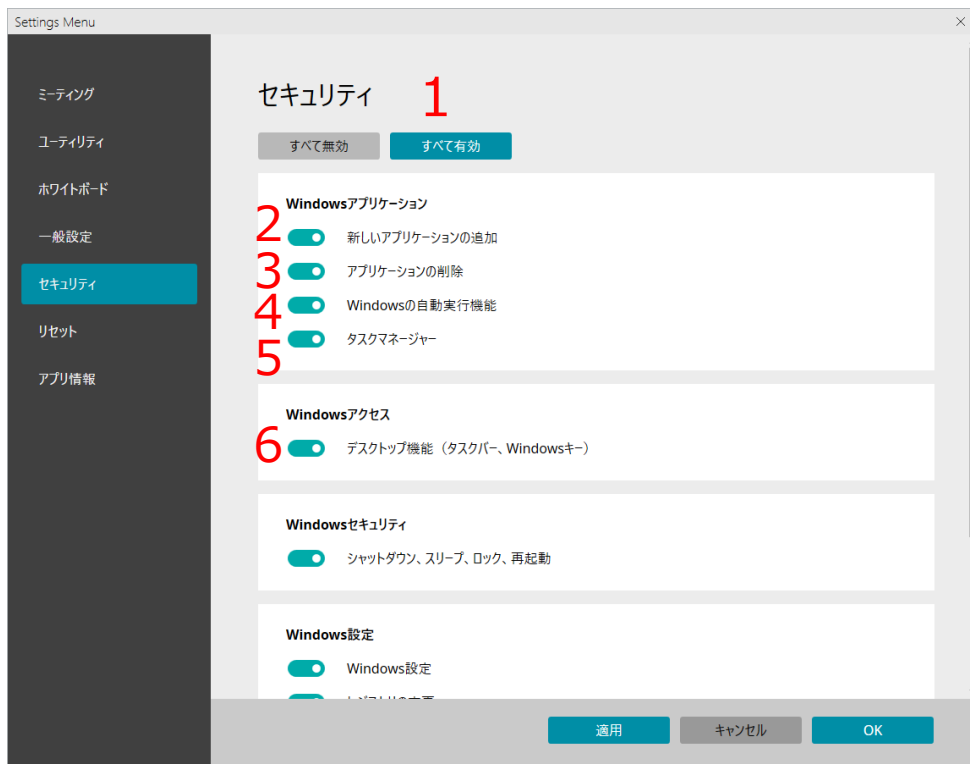 Settings Menu
ミーティング
ユーティリティ
ホワイトボード
一般設定
セキュリティ
リセット
アプリ情報
セキュリティ 1
すべて無効 すべて有効
Windowsアプリケーション
2 新しいアプリケーションの追加
3 アプリケーションの削除
4 Windowsの自動実行機能
5 タスクマネージャー
Windowsアクセス
6 デスクトップ機能（タスクバー、Windowsキー）
Windowsセキュリティ
シャットダウン、スリープ、ロック、再起動
Windows設定
Windows設定
適用 キャンセル OK